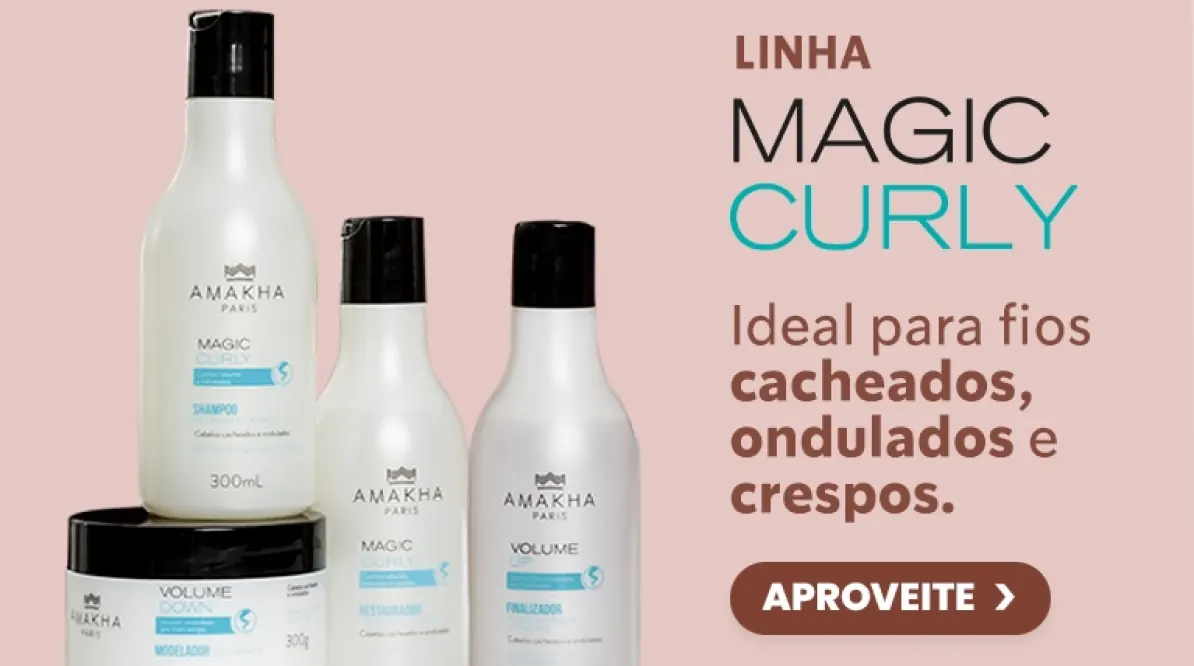 LINHA
MAGIC
CURLY
Ideal para fios
cacheados,
ondulados e
crespos.
APROVEITE
AMAKHA
PARIS
MAGIC
CURLY
SHAMPOO
Cabelos cacheados e ondulados
300mL
AMAKHA
PARIS
MAGIC
CURLY
RESTAURADOR
Cabelos cacheados e ondulados
AMAKHA
PARIS
VOLUME
UP
FINALIZADOR
Cabelos cacheados e ondulados
AMAKHA
PARIS
VOLUME
DOWN
MODELADOR
300g